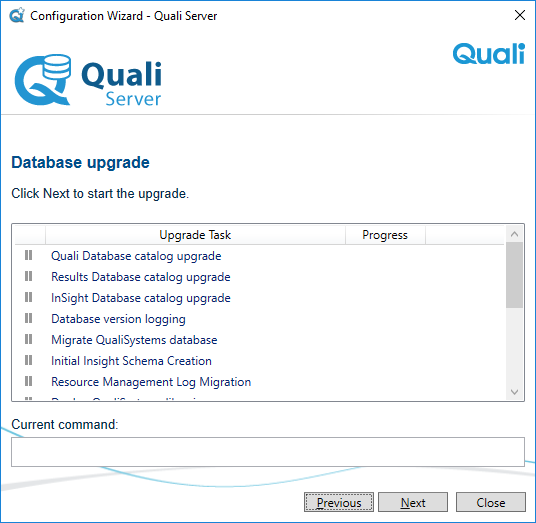 Configuration Wizard - Quali Server
Quali
Quali
Server
Database upgrade
Click Next to start the upgrade.
Upgrade Task Progress
Quali Database catalog upgrade
Results Database catalog upgrade
InSight Database catalog upgrade
Database version logging
Migrate QualiSystems database
Initial Insight Schema Creation
Resource Management Log Migration
Current command:
Previous Next Close